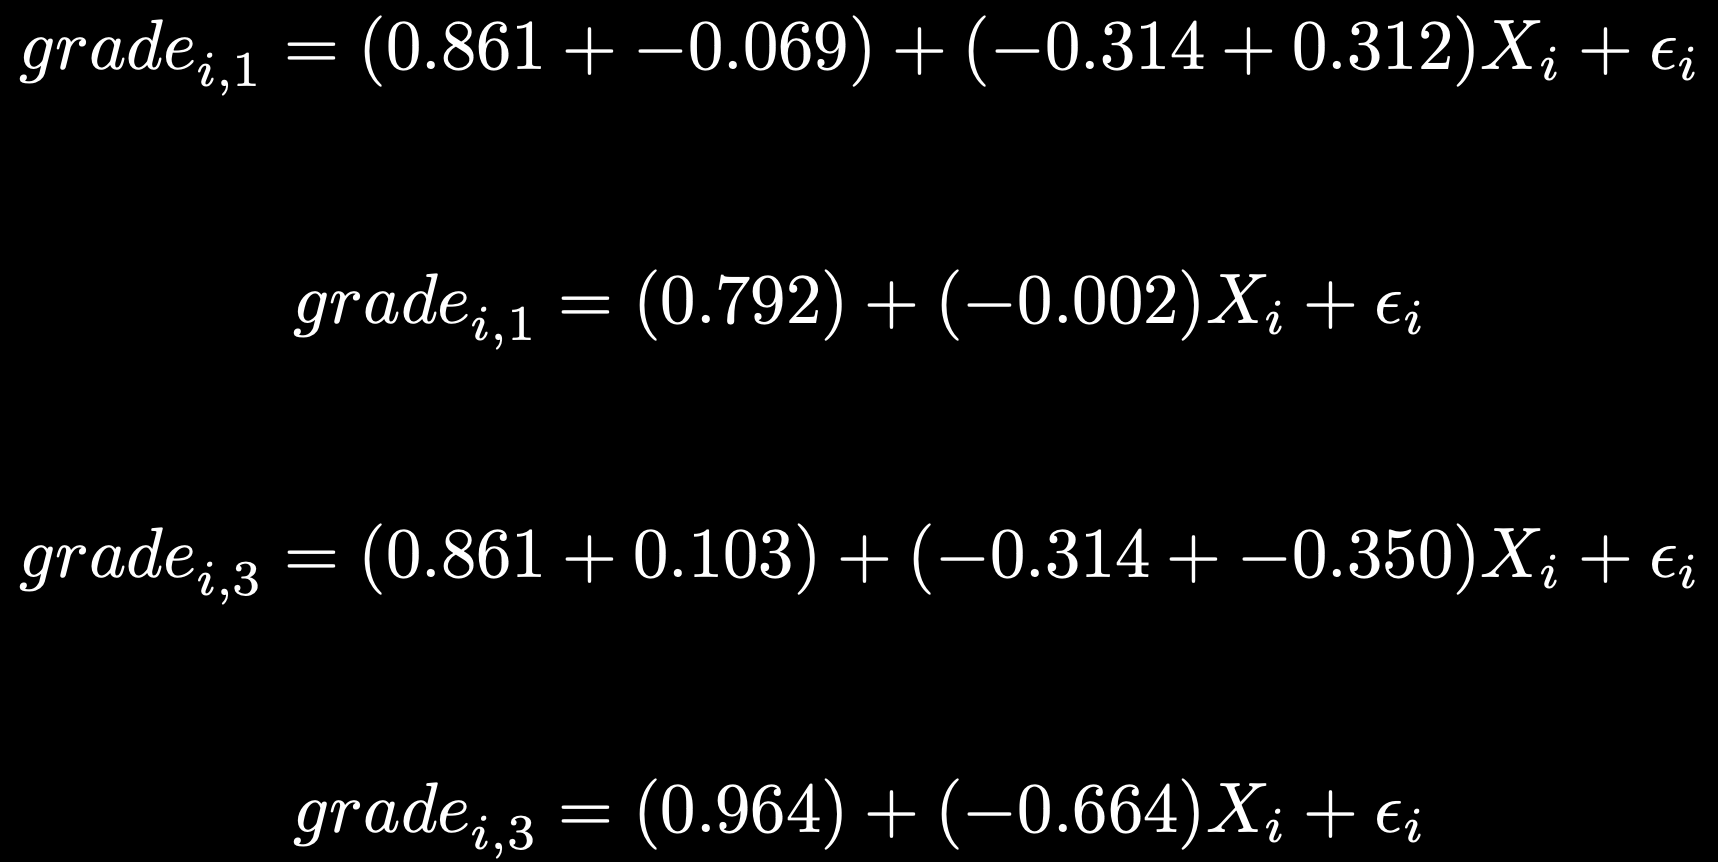 grade_{i,1} = (0.861 + −0.069) + (−0.314 + 0.312)X_i + ϵ_i
grade_{i,1} = (0.792) + (−0.002)X_i + ϵ_i
grade_{i,3} = (0.861 + 0.103) + (−0.314 + −0.350)X_i + ϵ_i
grade_{i,3} = (0.964) + (−0.664)X_i + ϵ_i